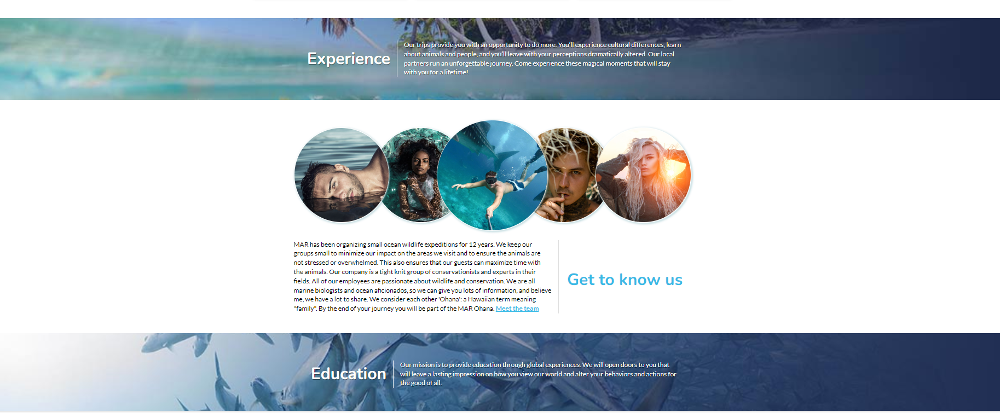 Experience
Our trips provide you with an opportunity to do more. You'll experience cultural differences, learn
about animals and people, and you'll leave with your perceptions dramatically altered. Our local
partners run an unforgettable journey. Come experience these magical moments that will stay
with you for a lifetime!
MAR has been organizing small ocean wildlife expeditions for 12 years. We keep our
groups small to minimize our impact on the areas we visit and to ensure the animals are
not stressed or overwhelmed. This also ensures that our guests can maximize time with
the animals. Our company is a tight knit group of conservationists and experts in their
fields. All of our employees are passionate about wildlife and conservation. We are all
marine biologists and ocean aficionados, so we can give you lots of information, and believe
me, we have a lot to share. We consider each other 'Ohana': a Hawaiian term meaning
"family". By the end of your journey you will be part of the MAR Ohana. Meet the team
Get to know us
Education
Our mission is to provide education through global experiences. We will open doors to you that
will leave a lasting impression on how you view our world and alter your behaviors and actions for
the good of all.